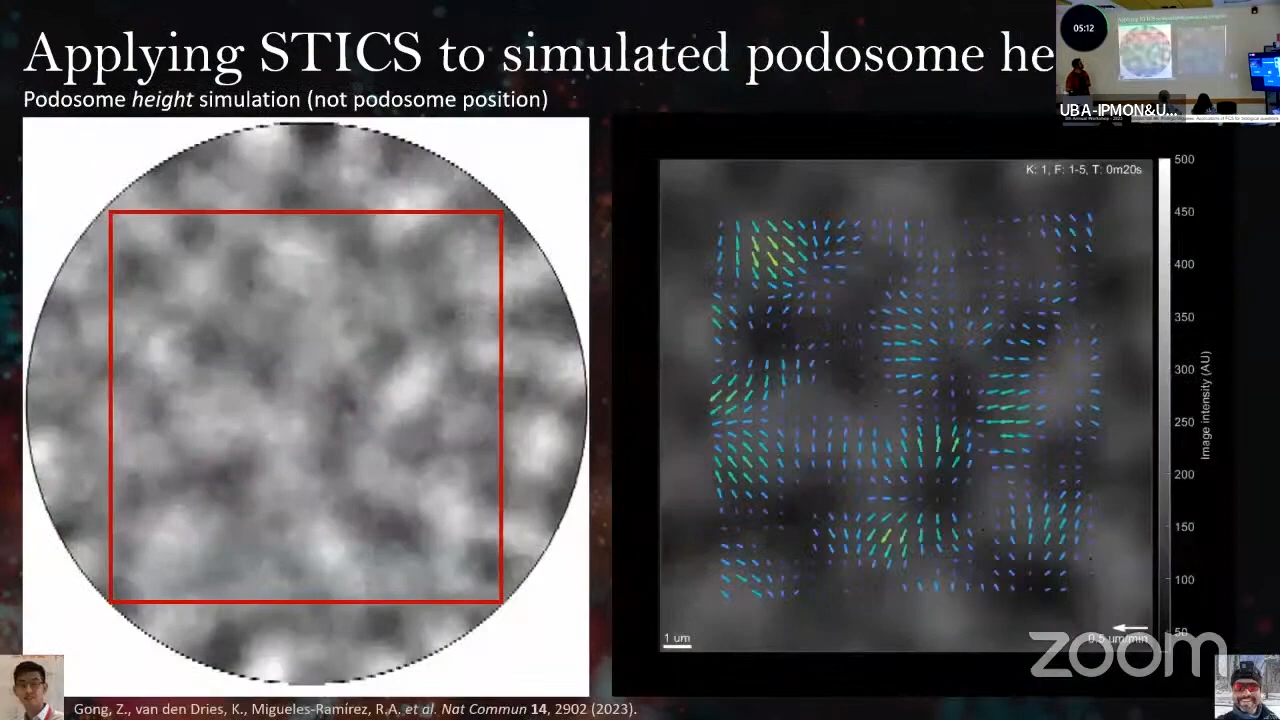 Applying STICS to simulated podosome he
Podosome height simulation (not podosome position)
05:12
UBA-IPMON&U...
K: 1, F: 1-5, T: 0m20s
500
450
400
350
300
250
200
150
100
50
Image intensity (AU)
1 um
0.5 um/min
zoom
Gong, Z., van den Dries, K., Migueles-Ramírez, R.A. et al. Nat Commun 14, 2902 (2023).